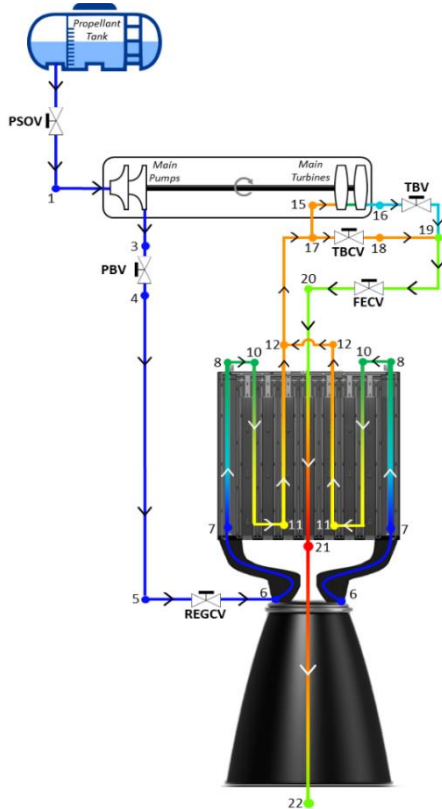 Propellant
Tank
PSOV
1
Main
Pumps
Main
Turbines
15
16
TBV
3
17
TBCV
18
19
PBV
4
20
FECV
12
12
8
10
10
8
7
11
11
7
21
5
REGCV
6
6
22